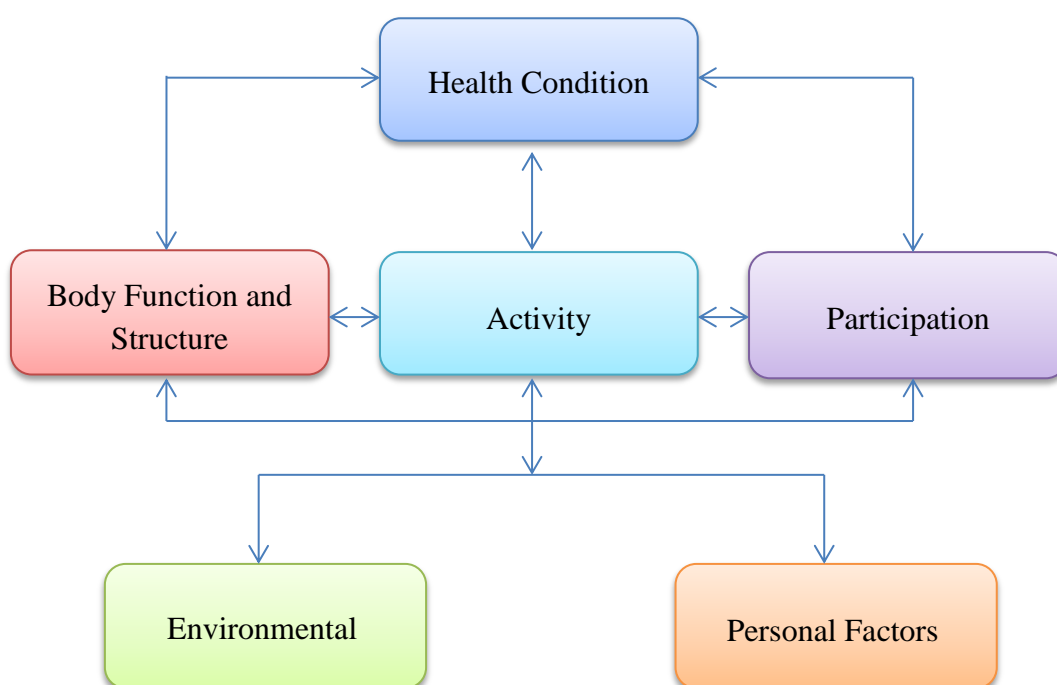 Health Condition
Body Function and
Structure
Activity
Participation
Environmental
Personal Factors